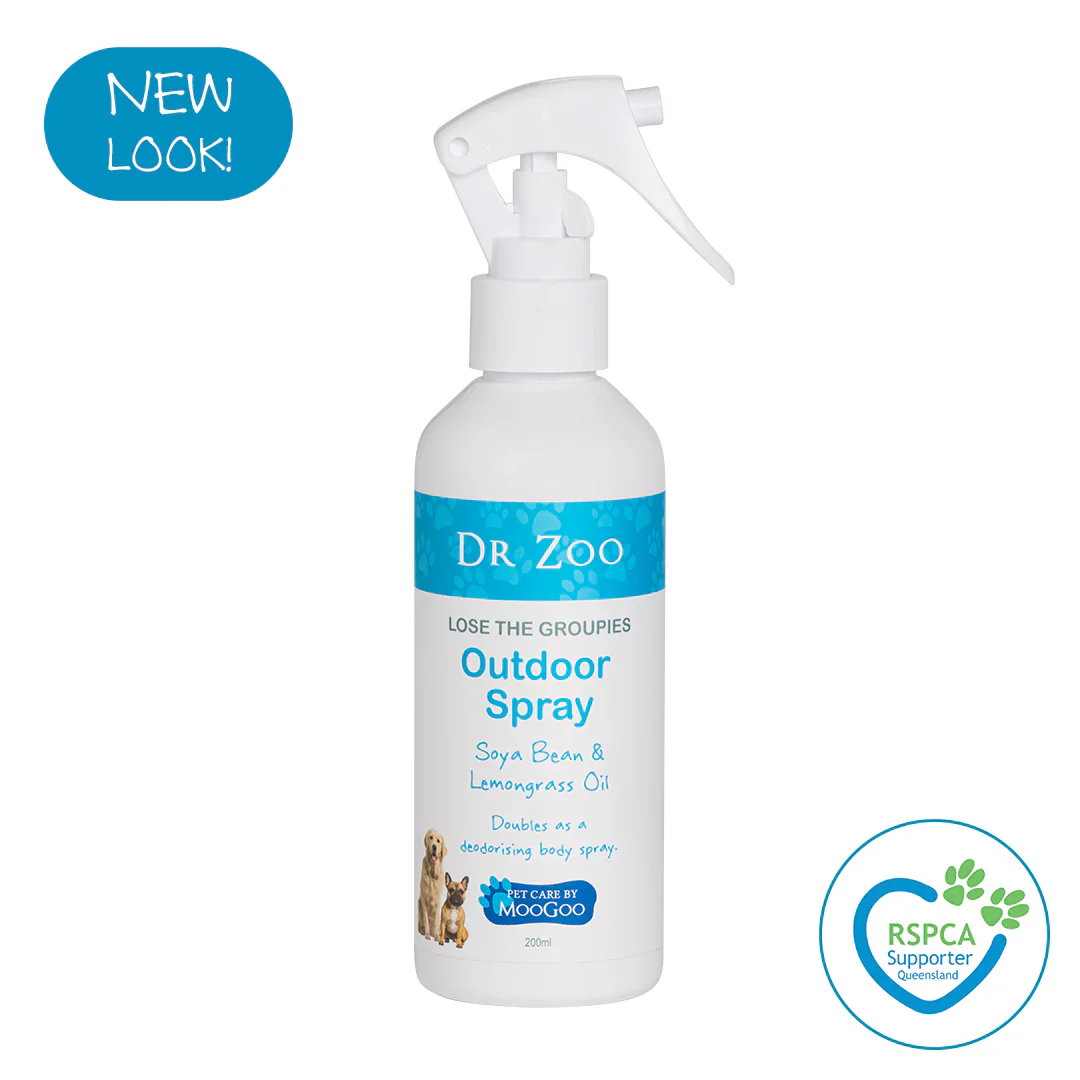 NEW
LOOK!
DR ZOO
LOSE THE GROUPIES
Outdoor
Spray
Soya Bean &
Lemongrass Oil
Doubles as a
deodorising body spray.
PET CARE BY
MOOGOO
200ml
RSPCA
Supporter
Queensland